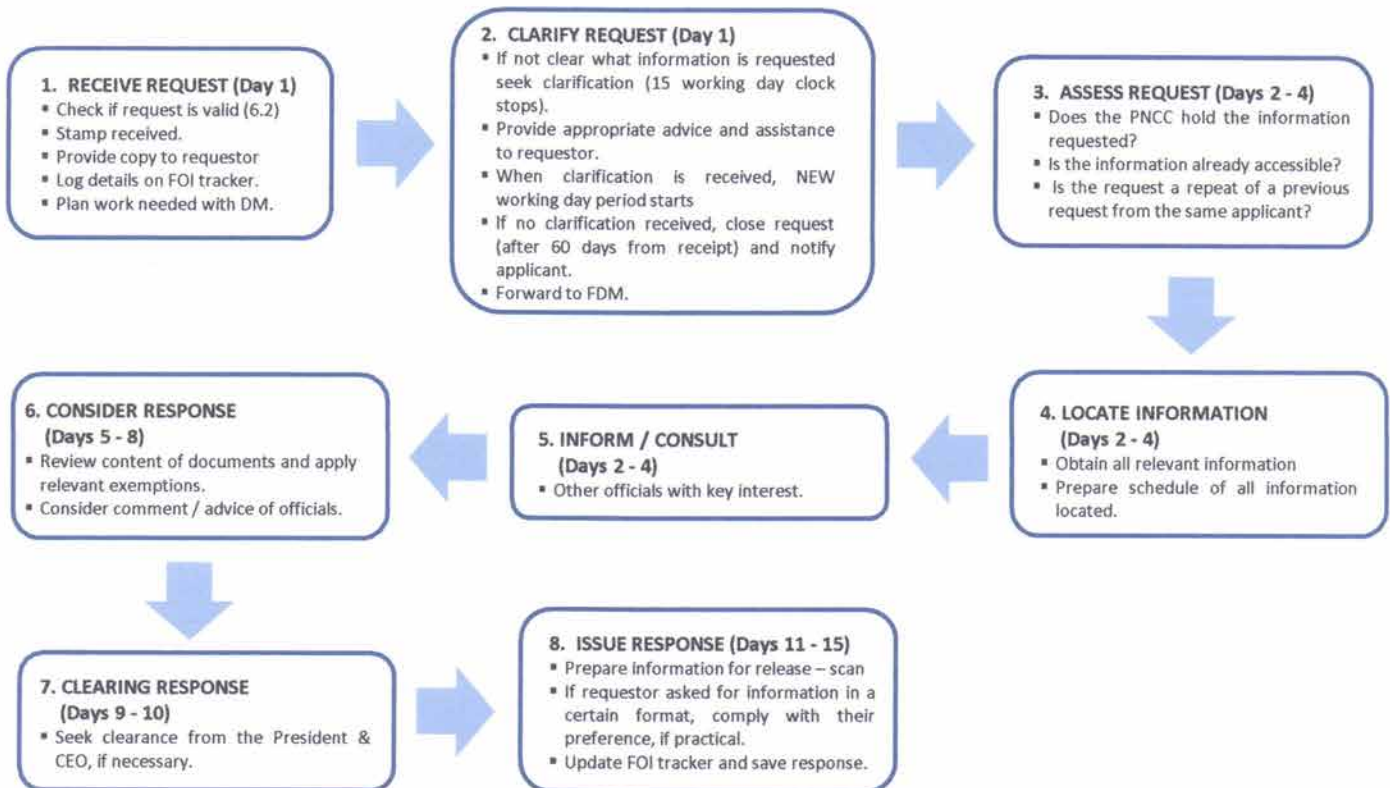 1. RECEIVE REQUEST (Day 1)
▪ Check if request is valid (6.2)
▪ Stamp received.
▪ Provide copy to requestor
▪ Log details on FOI tracker.
▪ Plan work needed with DM.
2. CLARIFY REQUEST (Day 1)
▪ If not clear what information is requested
seek clarification (15 working day clock
stops).
▪ Provide appropriate advice and assistance
to requestor.
▪ When clarification is received, NEW
working day period starts
▪ If no clarification received, close request
(after 60 days from receipt) and notify
applicant.
▪ Forward to FDM.
3. ASSESS REQUEST (Days 2 - 4)
▪ Does the PNCC hold the information
requested?
▪ Is the information already accessible?
▪ Is the request a repeat of a previous
request from the same applicant?
4. LOCATE INFORMATION
(Days 2 - 4)
▪ Obtain all relevant information
▪ Prepare schedule of all information
located.
5. INFORM / CONSULT
(Days 2 - 4)
▪ Other officials with key interest.
6. CONSIDER RESPONSE
(Days 5 - 8)
▪ Review content of documents and apply
relevant exemptions.
▪ Consider comment / advice of officials.
7. CLEARING RESPONSE
(Days 9 - 10)
▪ Seek clearance from the President &
CEO, if necessary.
8. ISSUE RESPONSE (Days 11 - 15)
▪ Prepare information for release – scan
▪ If requestor asked for information in a
certain format, comply with their
preference, if practical.
▪ Update FOI tracker and save response.